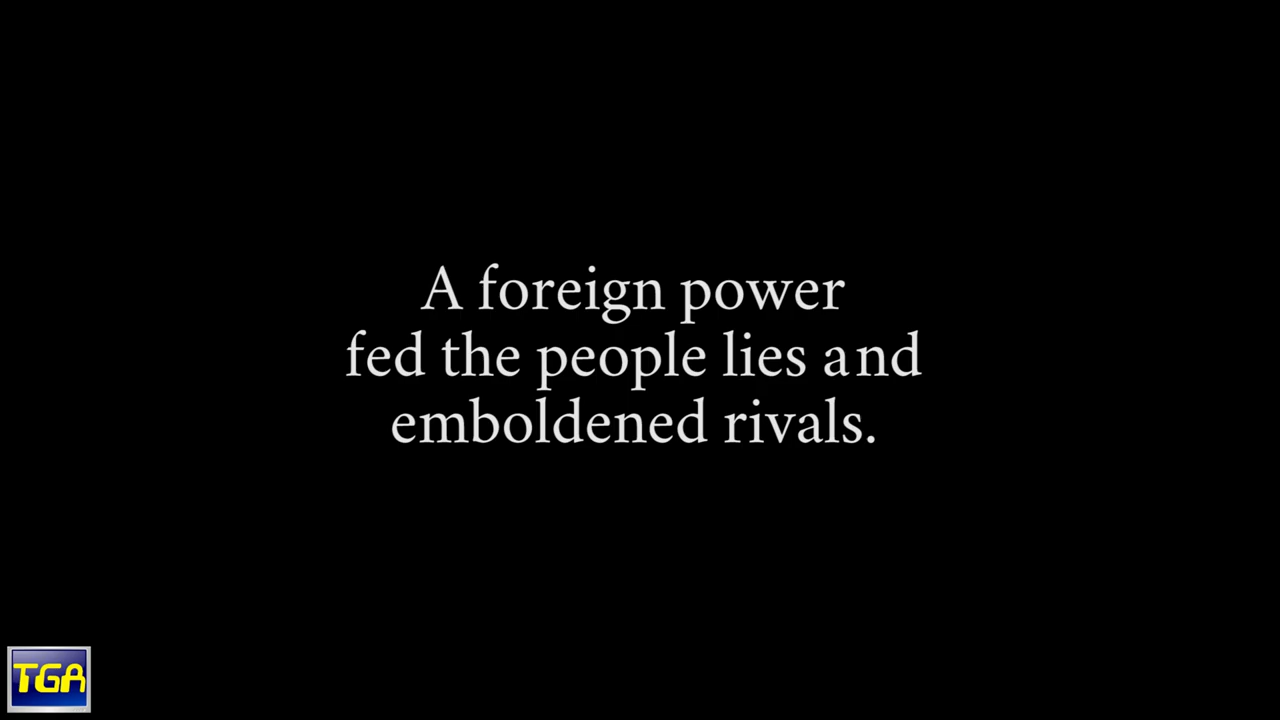 A foreign power
fed the people lies and
emboldened rivals.
TGA